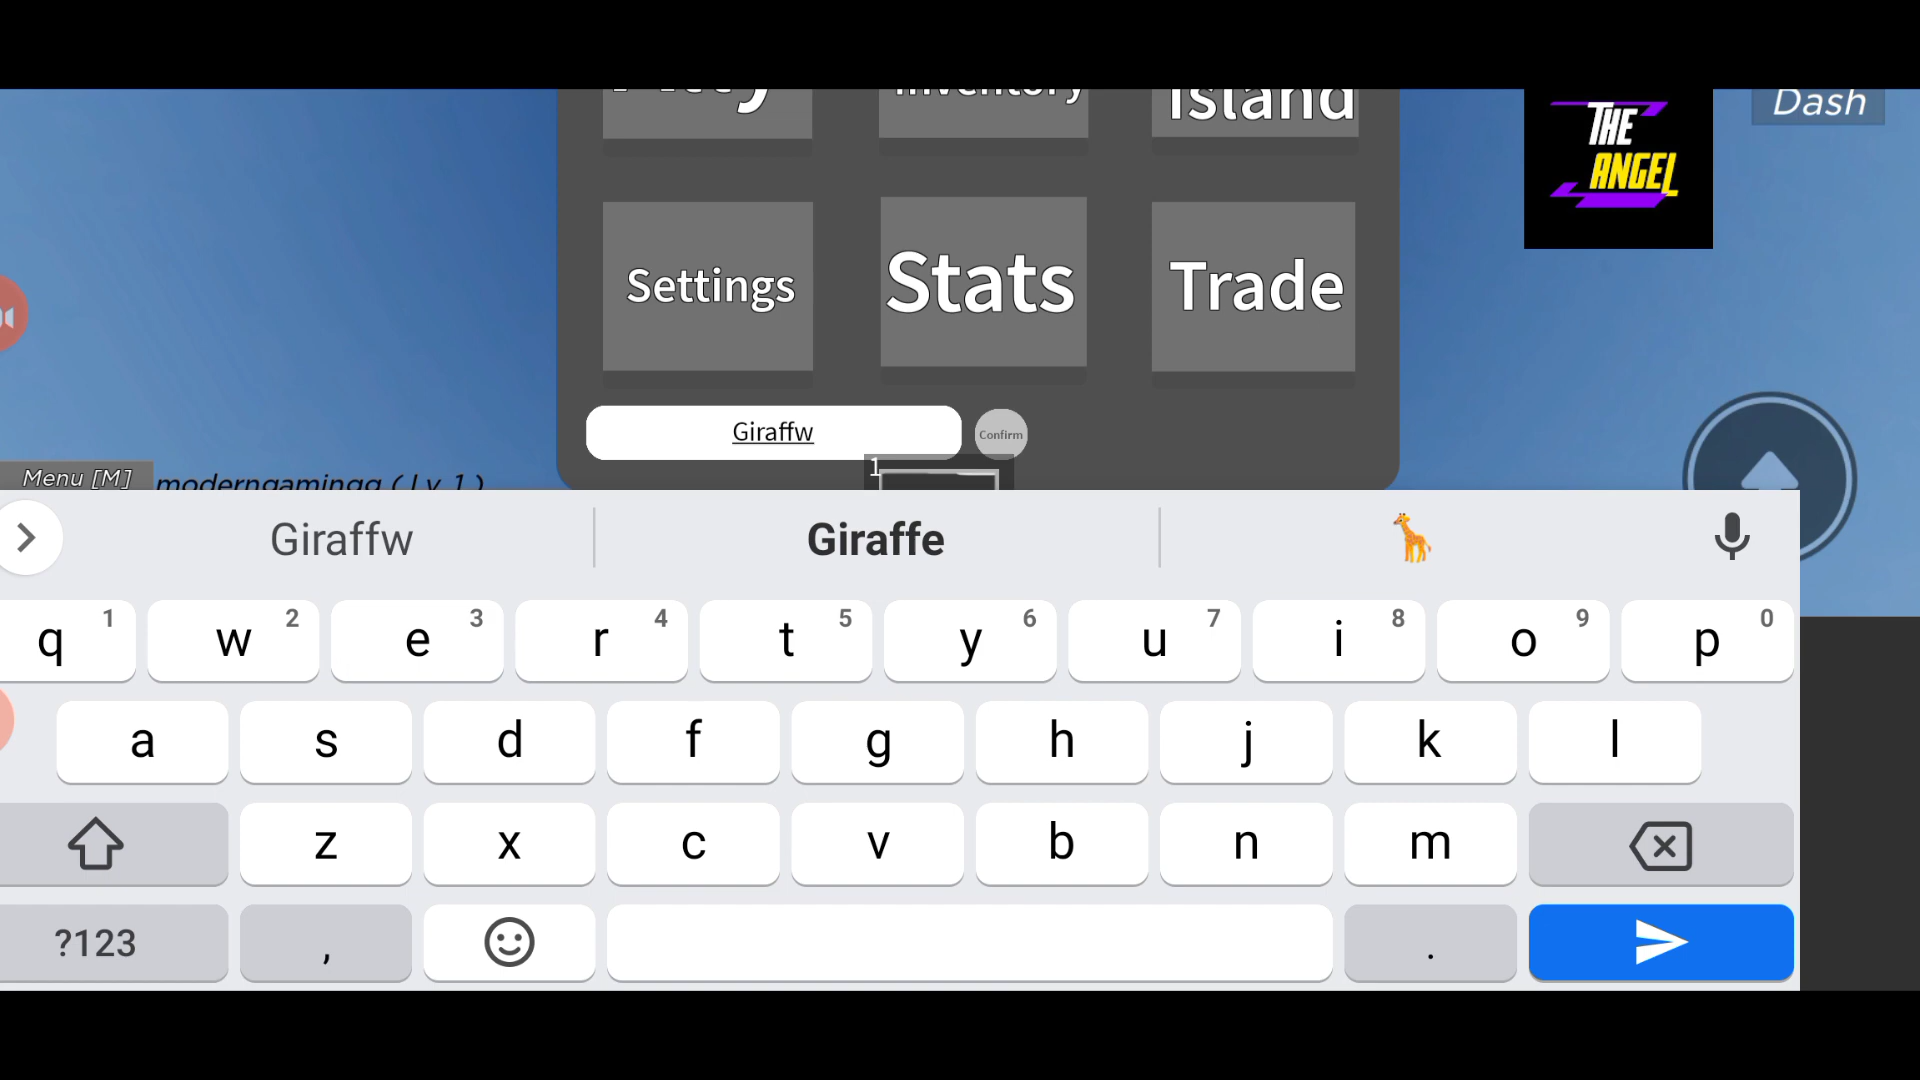 Inventory
Island
Dash
THE
ANGEL
Settings
Stats
Trade
Giraffw
Confirm
1
Menu [M]
moderngamingg ( Lv 1 )
Giraffw
Giraffe
q 1 w 2 e 3 r 4 t 5 y 6 u 7 i 8 o 9 p 0
a s d f g h j k l
z x c v b n m
?123 , .